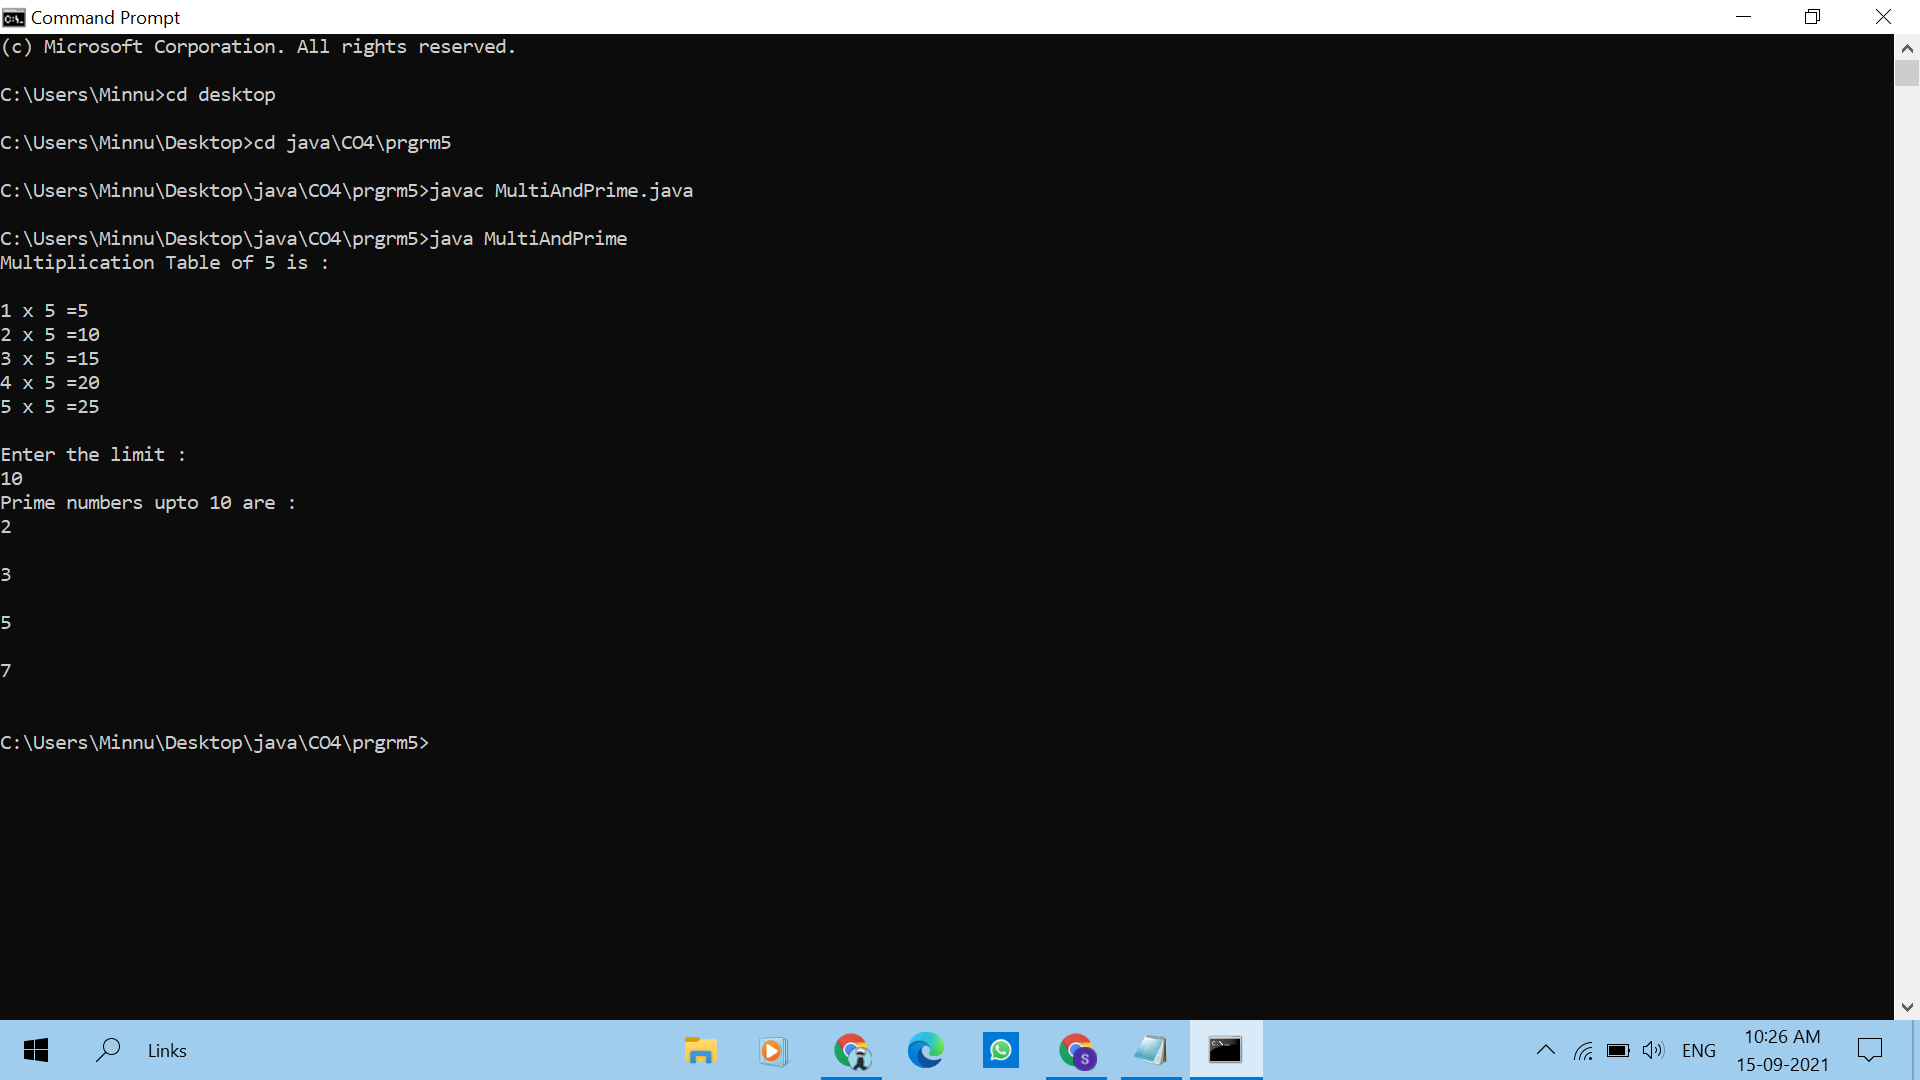 Command Prompt
(c) Microsoft Corporation. All rights reserved.
C:\Users\Minnu>cd desktop
C:\Users\Minnu\Desktop>cd java\CO4\prgrm5
C:\Users\Minnu\Desktop\java\CO4\prgrm5>javac MultiAndPrime.java
C:\Users\Minnu\Desktop\java\CO4\prgrm5>java MultiAndPrime
Multiplication Table of 5 is :
1 x 5 =5
2 x 5 =10
3 x 5 =15
4 x 5 =20
5 x 5 =25
Enter the limit :
10
Prime numbers upto 10 are :
2
3
5
7
C:\Users\Minnu\Desktop\java\CO4\prgrm5>
Links
S
ENG
10:26 AM
15-09-2021